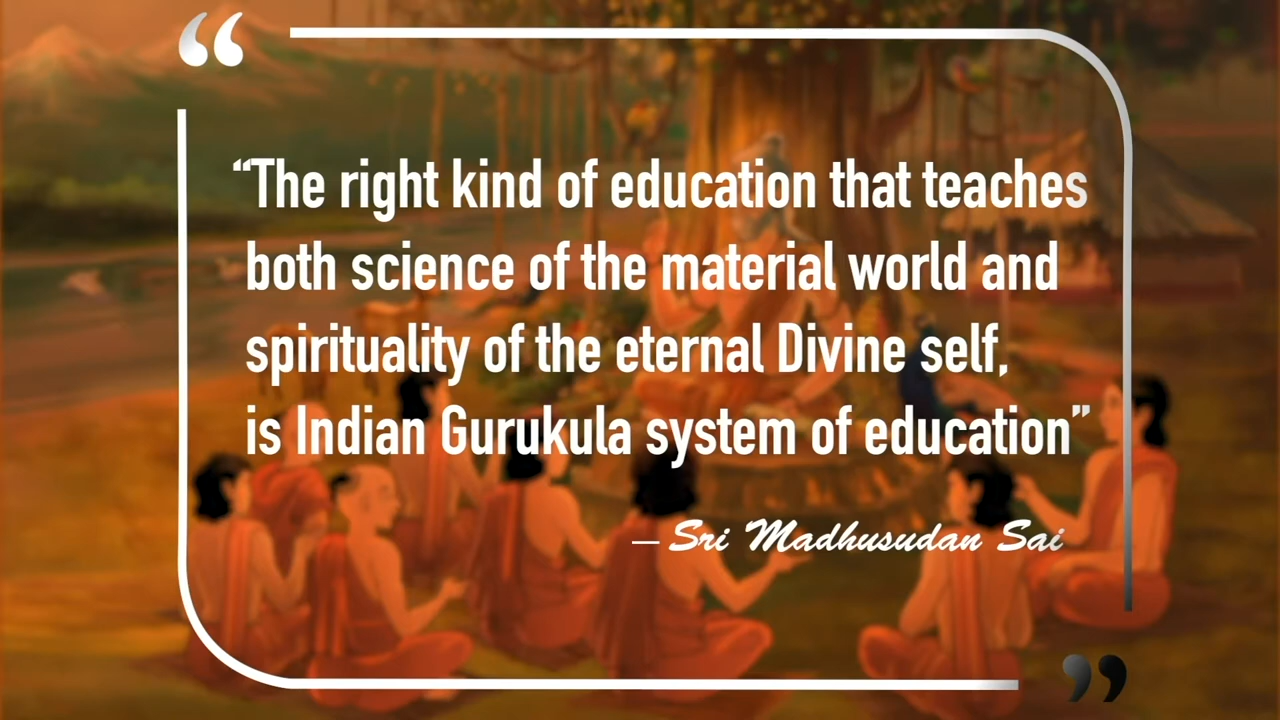 “The right kind of education that teaches
both science of the material world and
spirituality of the eternal Divine self,
is Indian Gurukula system of education”
– Sri Madhusudan Sai